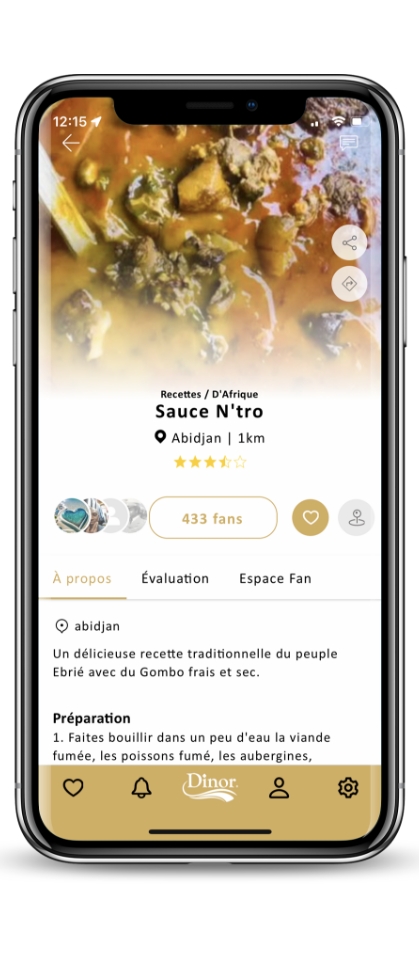 12:15
Recettes / D'Afrique
Sauce N'tro
Abidjan | 1km
433 fans
À propos
Évaluation
Espace Fan
abidjan
Un délicieuse recette traditionnelle du peuple
Ebrié avec du Gombo frais et sec.
Préparation
1. Faites bouillir dans un peu d'eau la viande
fumée, les poissons fumé, les aubergines,
Dinor